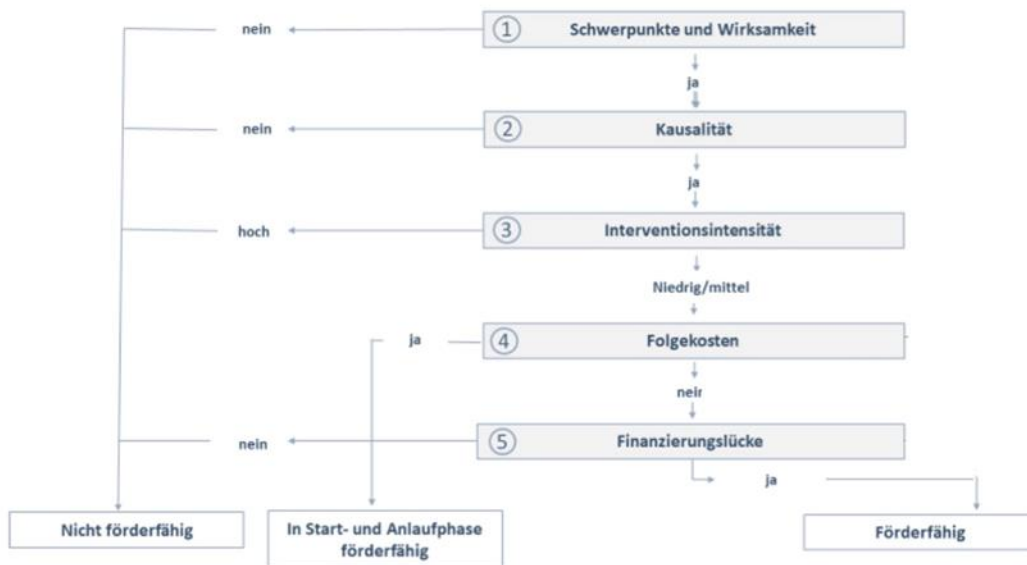 nein
① Schwerpunkte und Wirksamkeit
ja
nein
② Kausalität
ja
hoch
③ Interventionsintensität
Niedrig/mittel
ja
④ Folgekosten
nein
nein
⑤ Finanzierungslücke
ja
Nicht förderfähig
In Start- und Anlaufphase
förderfähig
Förderfähig